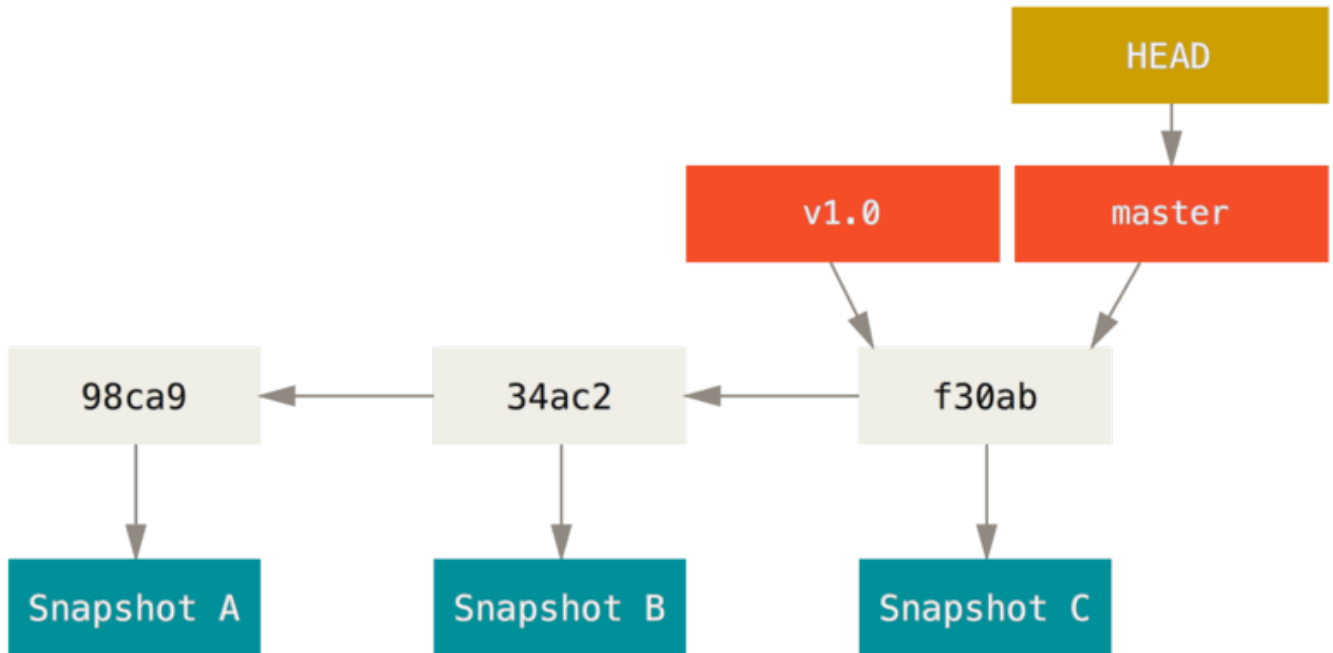 HEAD
v1.0
master
98ca9
34ac2
f30ab
Snapshot A
Snapshot B
Snapshot C